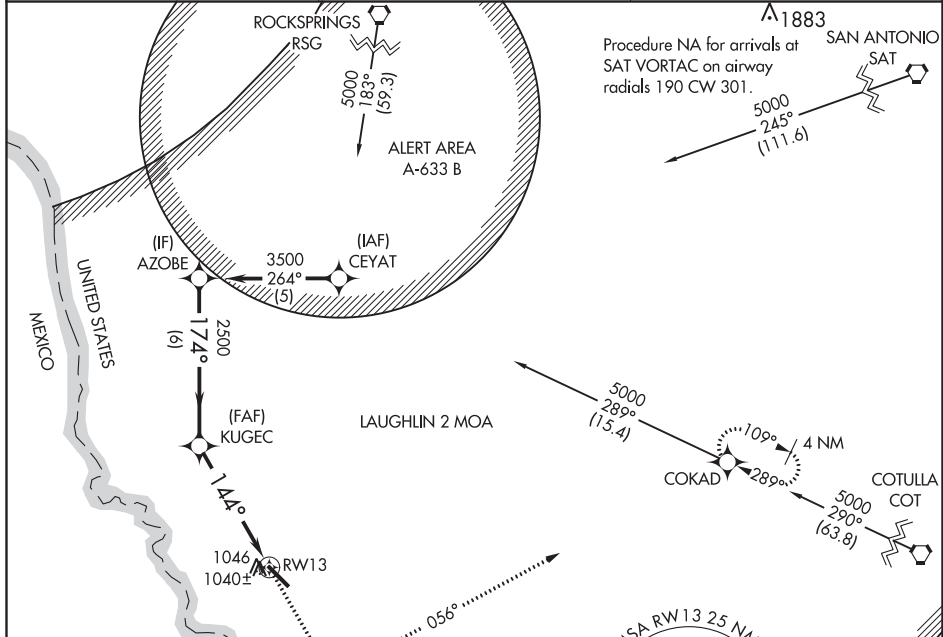 ROCKSPRINGS
RSG
5000
183°
(59.3)
1883
Procedure NA for arrivals at
SAT VORTAC on airway
radials 190 CW 301.
SAN ANTONIO
SAT
5000
245°
(111.6)
ALERT AREA
A-633 B
(IF)
AZOBE
3500
264°
(5)
(IAF)
CEYAT
UNITED STATES
MEXICO
2500
174°
(6)
(FAF)
KUGEC
LAUGHLIN 2 MOA
5000
289°
(15.4)
109°
4 NM
COKAD
289°
COTULLA
COT
5000
290°
(63.8)
144°
1046
1040±
RW13
056°
SA RW13 25 N